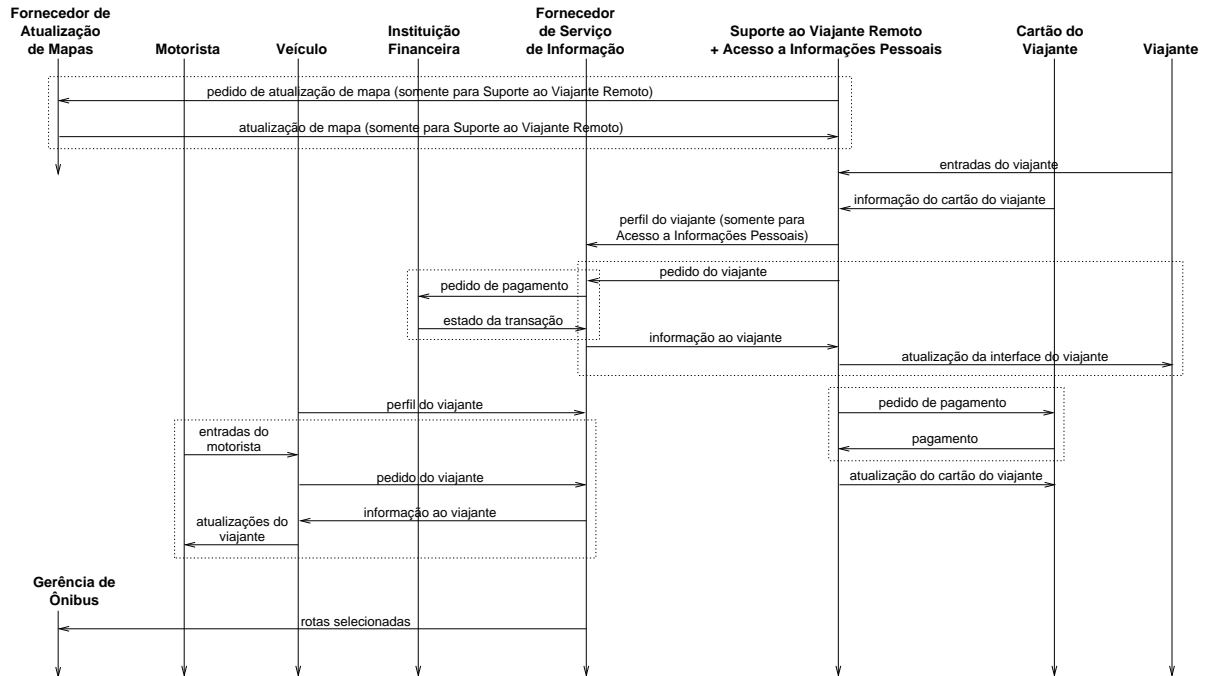 Fornecedor de
Atualização
de Mapas
Motorista
Veículo
Instituição
Financeira
Fornecedor
de Serviço
de Informação
Suporte ao Viajante Remoto
+ Acesso a Informações Pessoais
Cartão do
Viajante
Viajante
pedido de atualização de mapa (somente para Suporte ao Viajante Remoto)
atualização de mapa (somente para Suporte ao Viajante Remoto)
entradas do viajante
informação do cartão do viajante
perfil do viajante (somente para
Acesso a Informações Pessoais)
pedido do viajante
pedido de pagamento
estado da transação
informação ao viajante
atualização da interface do viajante
perfil do viajante
pedido de pagamento
entradas do
motorista
pagamento
pedido do viajante
atualização do cartão do viajante
informação ao viajante
atualizações do
viajante
Gerência de
Ônibus
rotas selecionadas